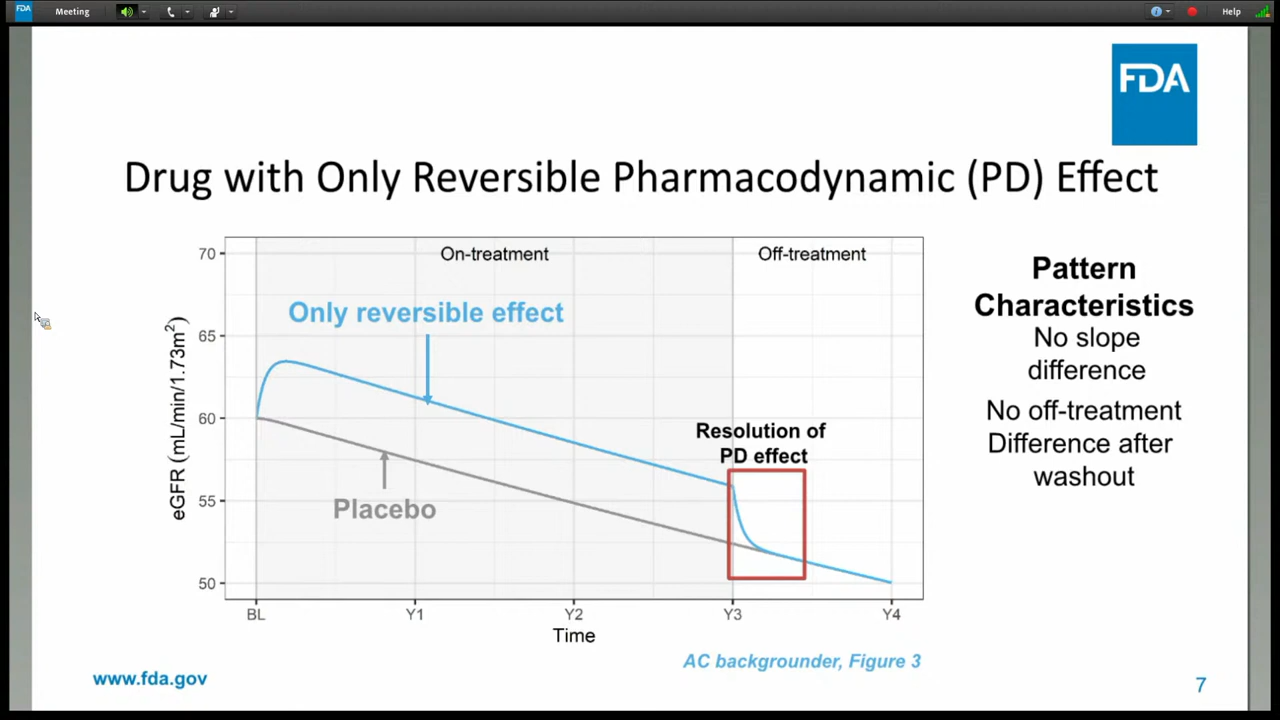 FDA
Meeting
Help
FDA
Drug with Only Reversible Pharmacodynamic (PD) Effect
On-treatment
Off-treatment
Only reversible effect
Placebo
Resolution of
PD effect
eGFR (mL/min/1.73m²)
70
65
60
55
50
BL
Y1
Y2
Y3
Y4
Time
Pattern
Characteristics
No slope
difference
No off-treatment
Difference after
washout
AC backgrounder, Figure 3
www.fda.gov
7